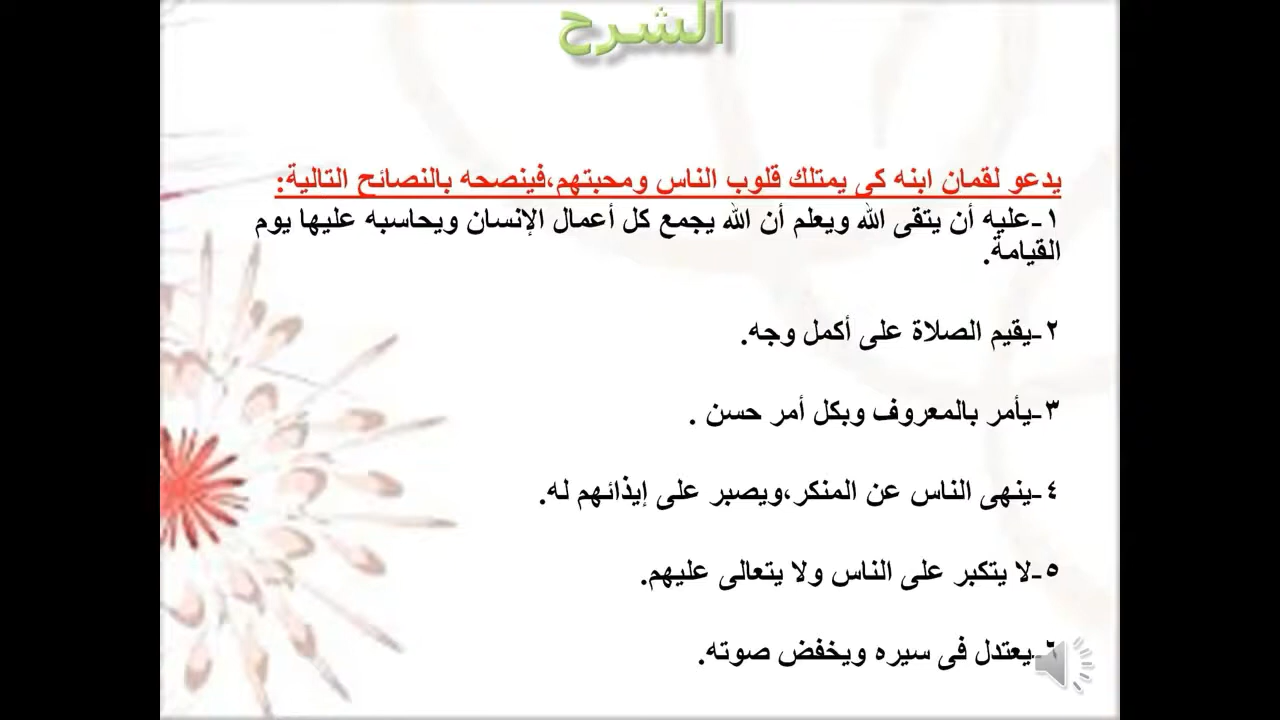 الشرح
يدعو لقمان ابنه كى يمتلك قلوب الناس ومحبتهم،فينصحه بالنصائح التالية:
١-عليه أن يتقى الله ويعلم أن الله يجمع كل أعمال الإنسان ويحاسبه عليها يوم
القيامة.
٢-يقيم الصلاة على أكمل وجه.
٣-يأمر بالمعروف وبكل أمر حسن .
٤-ينهى الناس عن المنكر،ويصبر على إيذائهم له.
٥-لا يتكبر على الناس ولا يتعالى عليهم.
٦-يعتدل فى سيره ويخفض صوته.